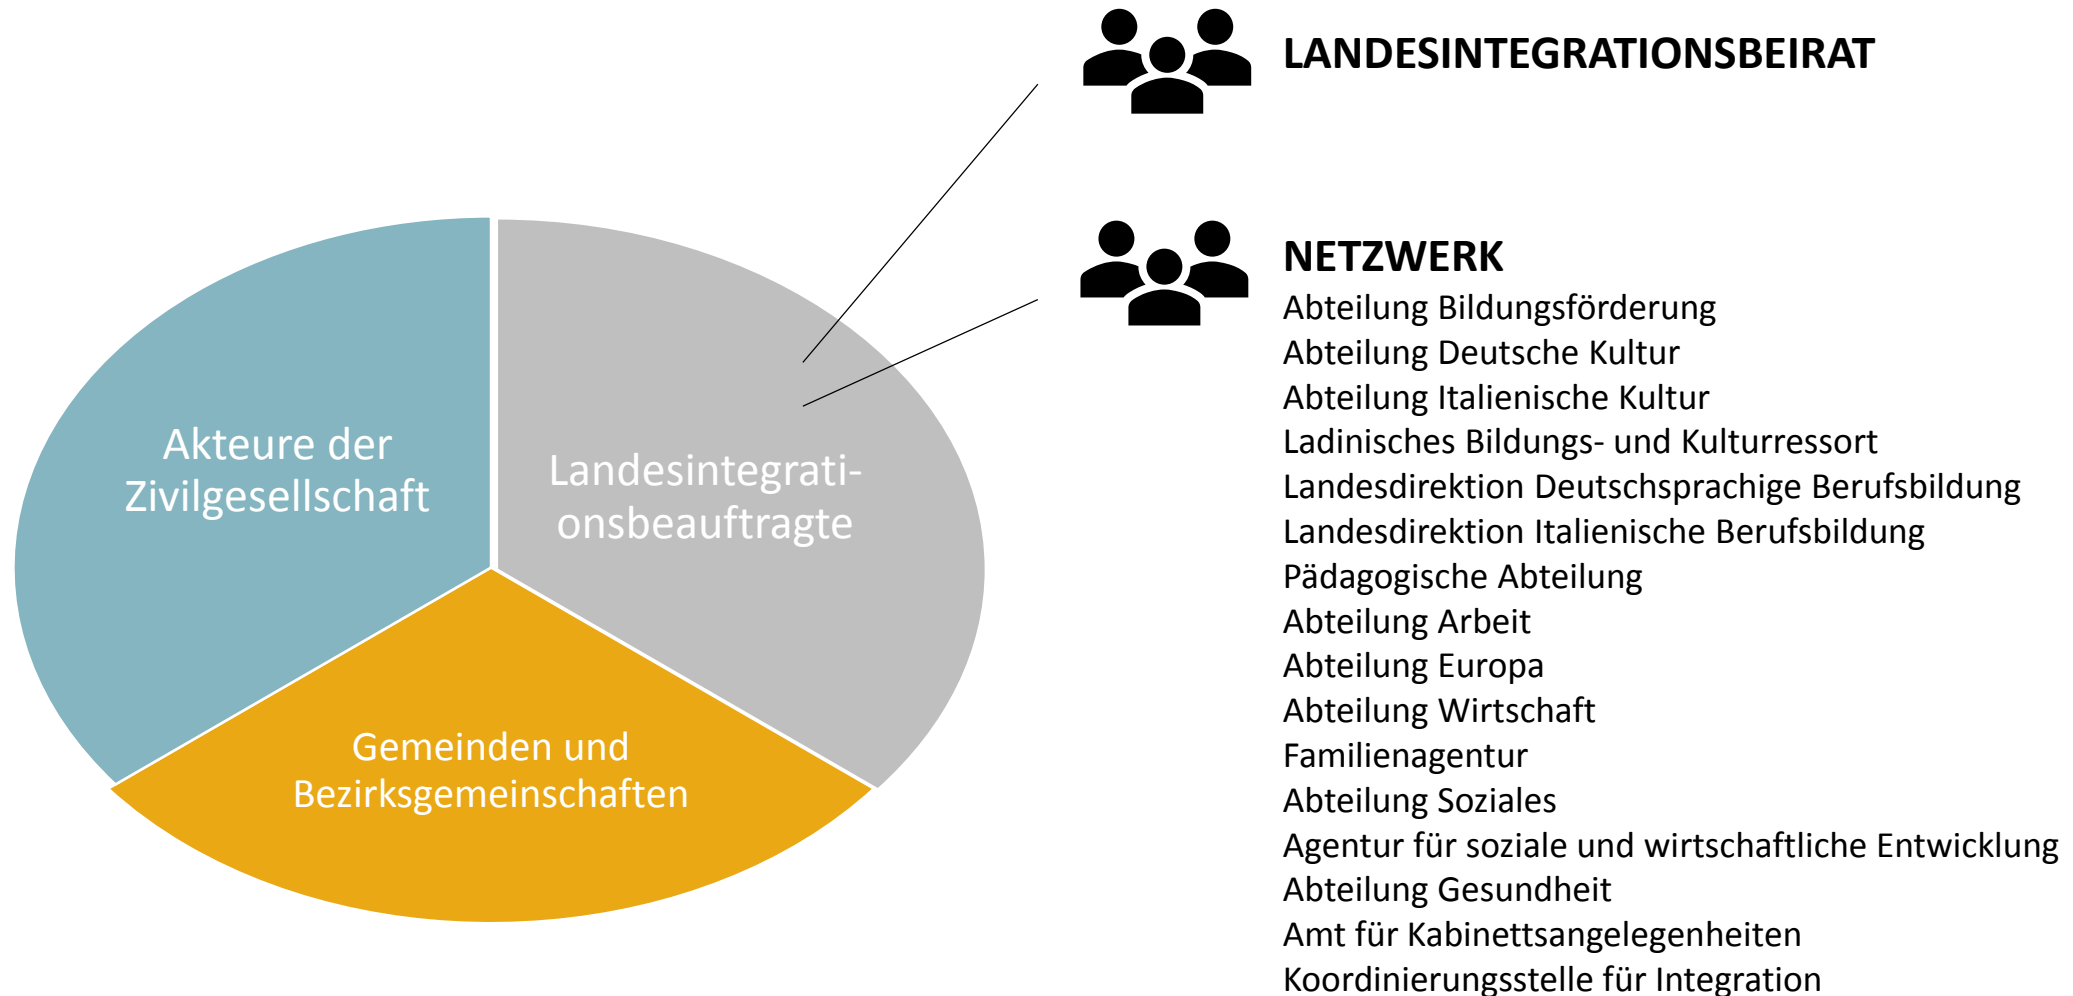 LANDESINTEGRATIONSBEIRAT
NETZWERK
Abteilung Bildungsförderung
Abteilung Deutsche Kultur
Abteilung Italienische Kultur
Ladinisches Bildungs- und Kulturressort
Landesdirektion Deutschsprachige Berufsbildung
Landesdirektion Italienische Berufsbildung
Pädagogische Abteilung
Abteilung Arbeit
Abteilung Europa
Abteilung Wirtschaft
Familienagentur
Abteilung Soziales
Agentur für soziale und wirtschaftliche Entwicklung
Abteilung Gesundheit
Amt für Kabinettsangelegenheiten
Koordinierungsstelle für Integration
Akteure der
Zivilgesellschaft
Landesintegrati-
onsbeauftragte
Gemeinden und
Bezirksgemeinschaften